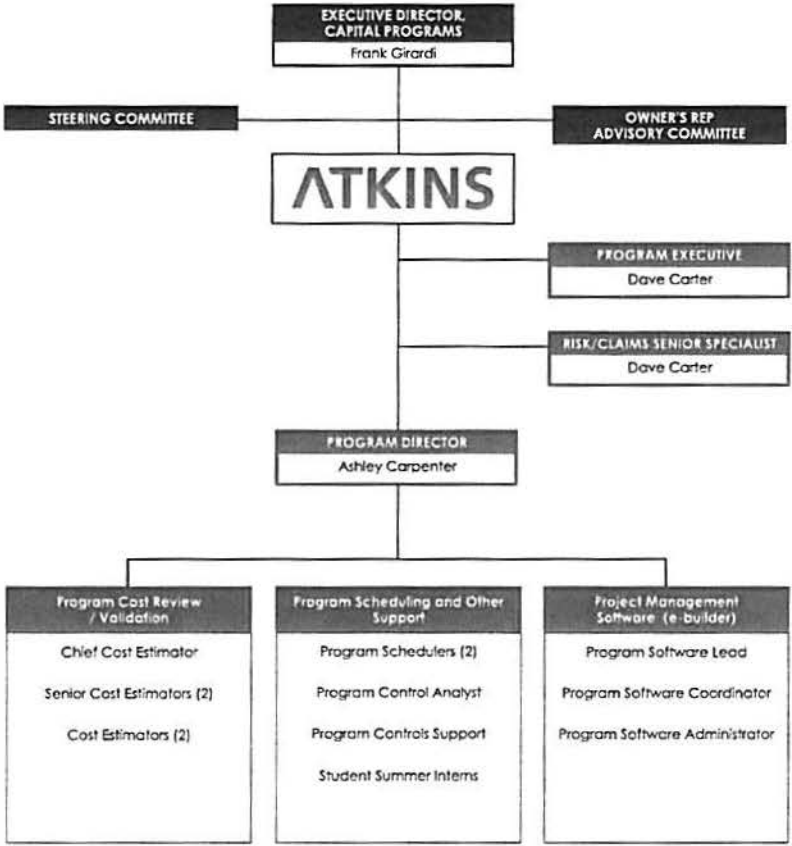 EXECUTIVE DIRECTOR,
CAPITAL PROGRAMS
Frank Girardi
STEERING COMMITTEE
OWNER'S REP
ADVISORY COMMITTEE
ATKINS
PROGRAM EXECUTIVE
Dave Carter
RISK/CLAIMS SENIOR SPECIALIST
Dave Carter
PROGRAM DIRECTOR
Ashley Carpenter
Program Cost Review
/ Validation
Chief Cost Estimator
Senior Cost Estimators (2)
Cost Estimators (2)
Program Scheduling and Other
Support
Program Schedulers (2)
Program Control Analyst
Program Controls Support
Student Summer Interns
Project Management
Software (e-builder)
Program Software Lead
Program Software Coordinator
Program Software Administrator